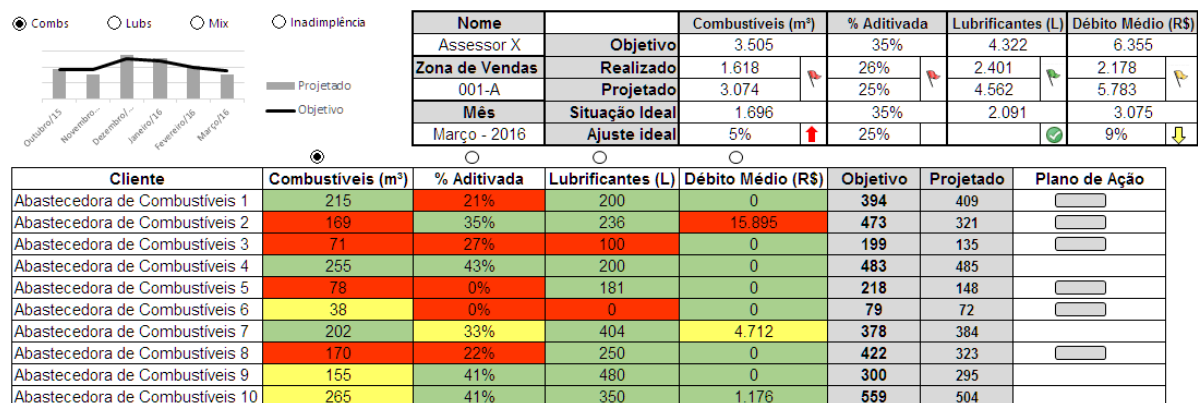 Combs Lubs Mix Inadimplência
Projetado
Objetivo
Outubro/15 Novembro... Dezembro/... Janeiro/16 Fevereiro/16 Março/16
Nome Combustíveis (m³) % Aditivada Lubrificantes (L) Débito Médio (R$)
Assessor X Objetivo 3.505 35% 4.322 6.355
Zona de Vendas Realizado 1.618 26% 2.401 2.178
001-A Projetado 3.074 25% 4.562 5.783
Mês Situação Ideal 1.696 35% 2.091 3.075
Março - 2016 Ajuste ideal 5% 25% 9%
Cliente Combustíveis (m³) % Aditivada Lubrificantes (L) Débito Médio (R$) Objetivo Projetado Plano de Ação
Abastecedora de Combustíveis 1 215 21% 200 0 394 409
Abastecedora de Combustíveis 2 169 35% 236 15.895 473 321
Abastecedora de Combustíveis 3 71 27% 100 0 199 135
Abastecedora de Combustíveis 4 255 43% 200 0 483 485
Abastecedora de Combustíveis 5 78 0% 181 0 218 148
Abastecedora de Combustíveis 6 38 0% 0 0 79 72
Abastecedora de Combustíveis 7 202 33% 404 4.712 378 384
Abastecedora de Combustíveis 8 170 22% 250 0 422 323
Abastecedora de Combustíveis 9 155 41% 480 0 300 295
Abastecedora de Combustíveis 10 265 41% 350 1.176 559 504